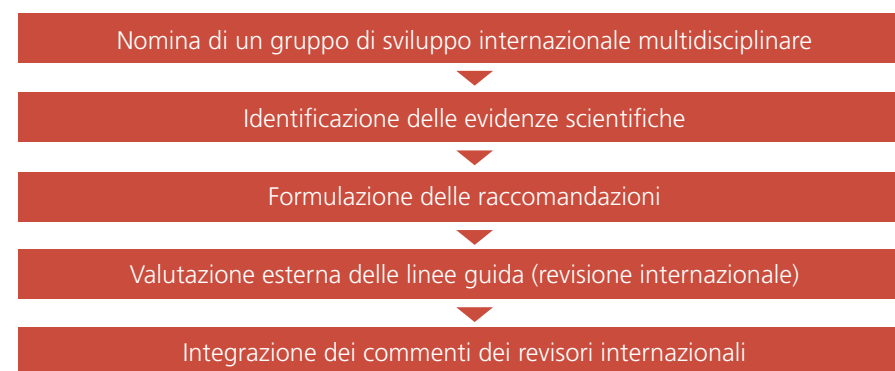 Nomina di un gruppo di sviluppo internazionale multidisciplinare
Identificazione delle evidenze scientifiche
Formulazione delle raccomandazioni
Valutazione esterna delle linee guida (revisione internazionale)
Integrazione dei commenti dei revisori internazionali